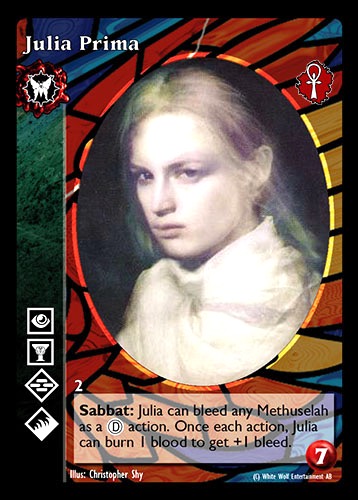 Julia Prima
2
Sabbat: Julia can bleed any Methuselah
as a Ⓓ action. Once each action, Julia
can burn 1 blood to get +1 bleed.
7
Illus: Christopher Shy
(C) White Wolf Entertainment AB